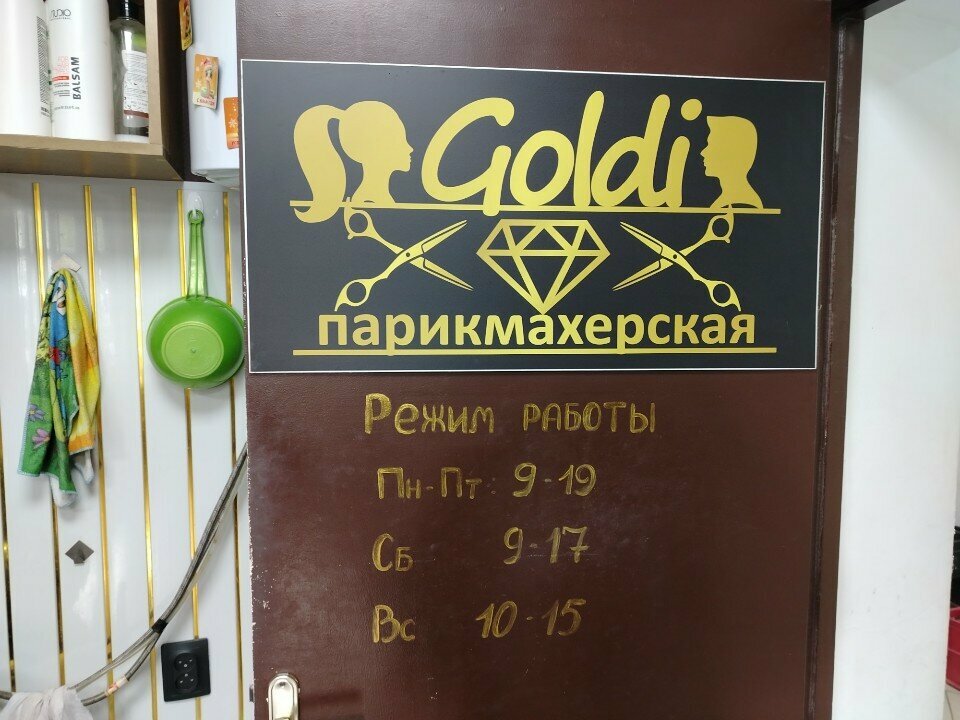 BALSAM
Goldi
парикмахерская
Режим работы
Пн-Пт: 9-19
Сб 9-17
Вс 10-15